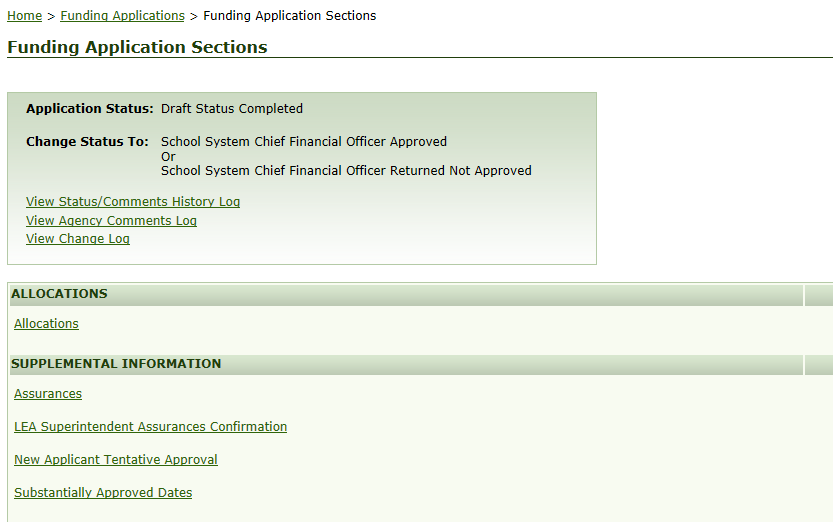 Home > Funding Applications > Funding Application Sections
Funding Application Sections
Application Status: Draft Status Completed
Change Status To: School System Chief Financial Officer Approved
Or
School System Chief Financial Officer Returned Not Approved
View Status/Comments History Log
View Agency Comments Log
View Change Log
ALLOCATIONS
Allocations
SUPPLEMENTAL INFORMATION
Assurances
LEA Superintendent Assurances Confirmation
New Applicant Tentative Approval
Substantially Approved Dates